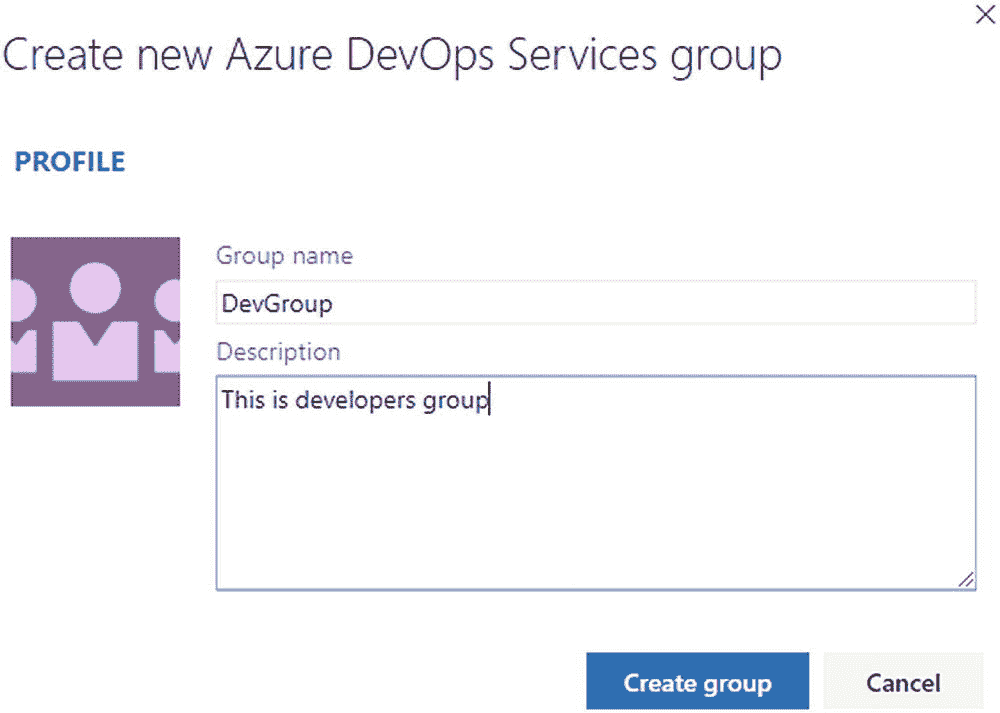 Create new Azure DevOps Services group
PROFILE
Group name
DevGroup
Description
This is developers group
Create group
Cancel